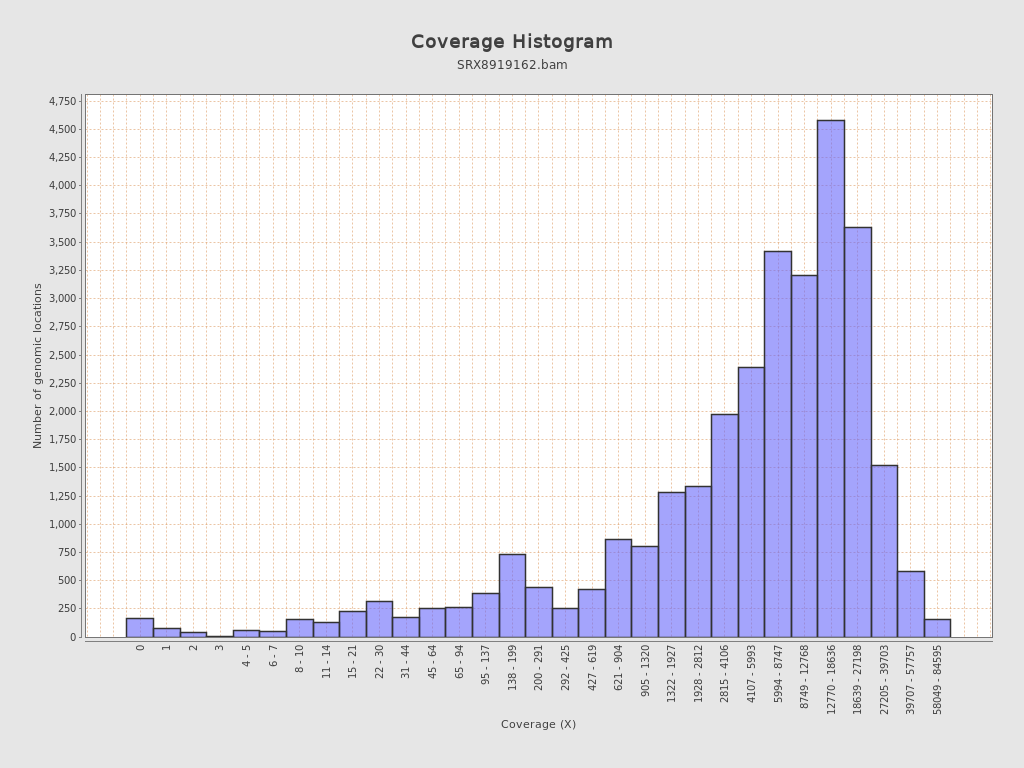 Coverage Histogram
SRX8919162.bam
4,750
4,500
4,250
4,000
3,750
3,500
3,250
3,000
2,750
2,500
2,250
2,000
1,750
1,500
1,250
1,000
750
500
250
0
Number of genomic locations
0
1
2
3
4 - 5
6 - 7
8 - 10
11 - 14
15 - 21
22 - 30
31 - 44
45 - 64
65 - 94
95 - 137
138 - 199
200 - 291
292 - 425
427 - 619
621 - 904
905 - 1320
1322 - 1927
1928 - 2812
2815 - 4106
4107 - 5993
5994 - 8747
8749 - 12768
12770 - 18636
18639 - 27198
27205 - 39703
39707 - 57757
58049 - 84595
Coverage (X)